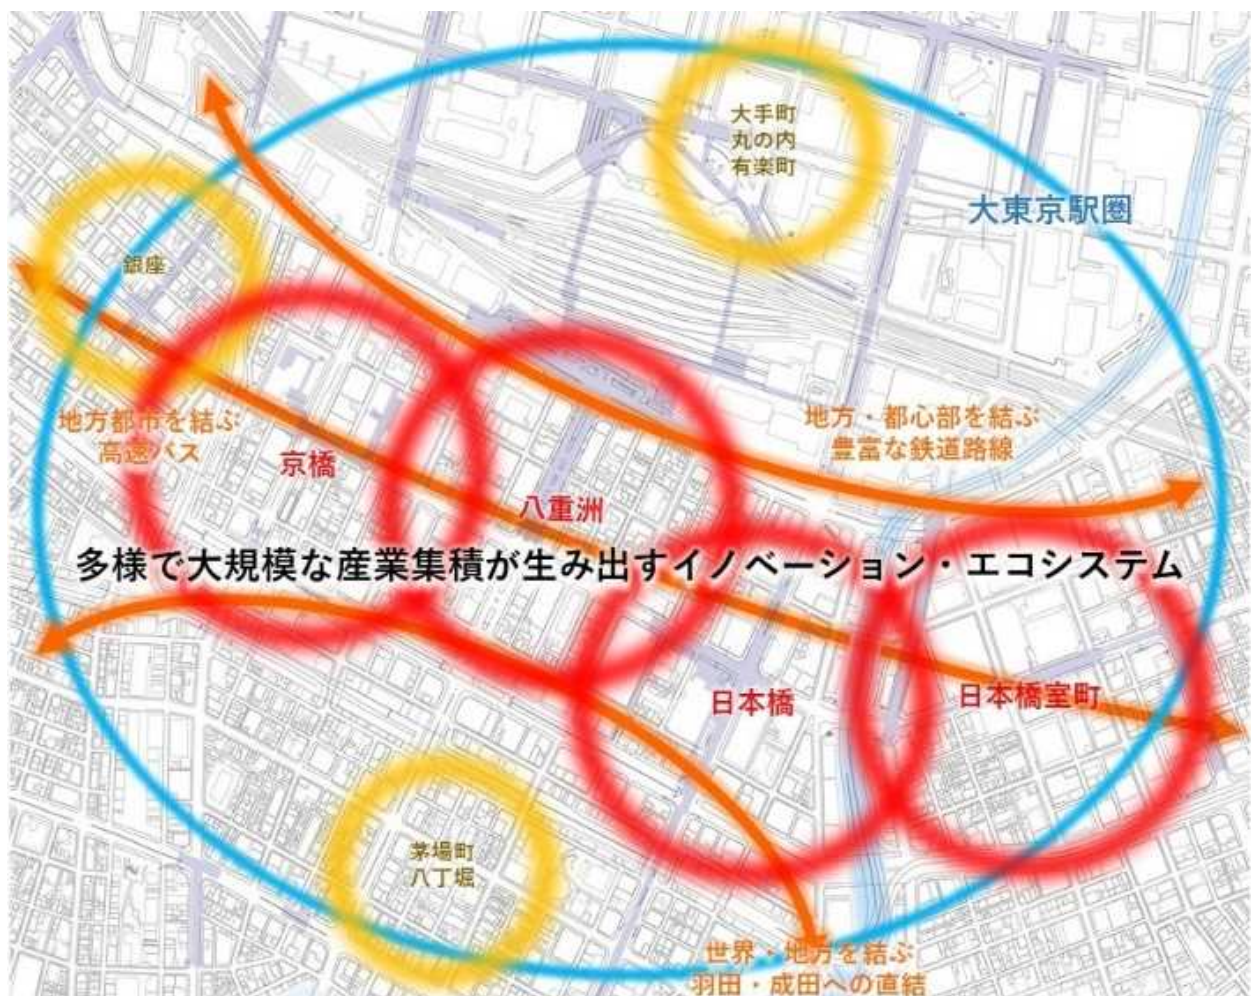 大手町
丸の内
有楽町
大東京駅圏
銀座
地方都市を結ぶ
高速バス
地方・都心部を結ぶ
豊富な鉄道路線
京橋
八重洲
多様で大規模な産業集積が生み出すイノベーション・エコシステム
日本橋
日本橋室町
茅場町
八丁堀
世界・地方を結ぶ
羽田・成田への直結